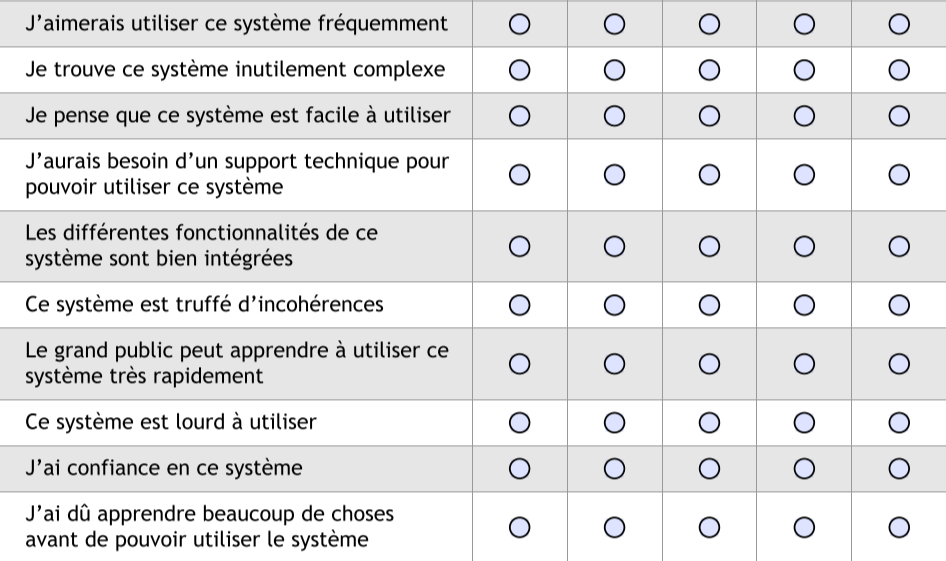 J’aimerais utiliser ce système fréquemment
Je trouve ce système inutilement complexe
Je pense que ce système est facile à utiliser
J’aurais besoin d’un support technique pour
pouvoir utiliser ce système
Les différentes fonctionnalités de ce
système sont bien intégrées
Ce système est truffé d’incohérences
Le grand public peut apprendre à utiliser ce
système très rapidement
Ce système est lourd à utiliser
J’ai confiance en ce système
J’ai dû apprendre beaucoup de choses
avant de pouvoir utiliser le système